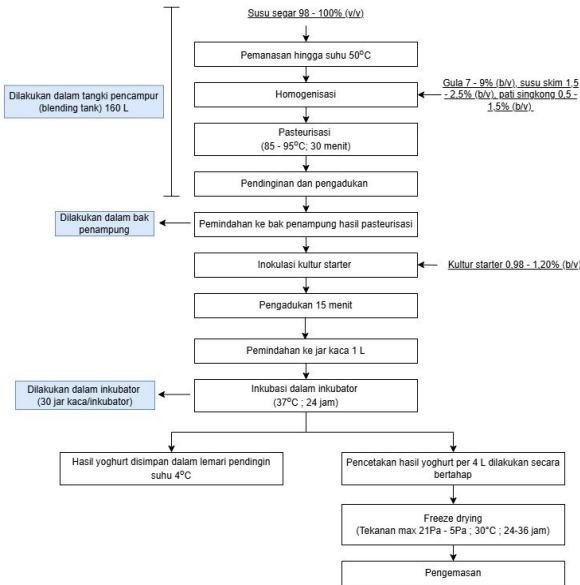 Susu segar 98 - 100% (v/v)
Pemanasan hingga suhu 50°C
Dilakukan dalam tangki pencampur
(blending tank) 160 L
Homogenisasi
Gula 7 - 9% (b/v), susu skim 1,5
- 2,5% (b/v), pati singkong 0,5 -
1,5% (b/v)
Pasteurisasi
(85 - 95°C; 30 menit)
Pendinginan dan pengadukan
Dilakukan dalam bak
penampung
Pemindahan ke bak penampung hasil pasteurisasi
Inokulasi kultur starter
Kultur starter 0,98 - 1,20% (b/v)
Pengadukan 15 menit
Pemindahan ke jar kaca 1 L
Dilakukan dalam inkubator
(30 jar kaca/inkubator)
Inkubasi dalam inkubator
(37°C ; 24 jam)
Hasil yoghurt disimpan dalam lemari pendingin
suhu 4°C
Pencetakan hasil yoghurt per 4 L dilakukan secara
bertahap
Freeze drying
(Tekanan max 21Pa - 5Pa ; 30°C ; 24-36 jam)
Pengemasan